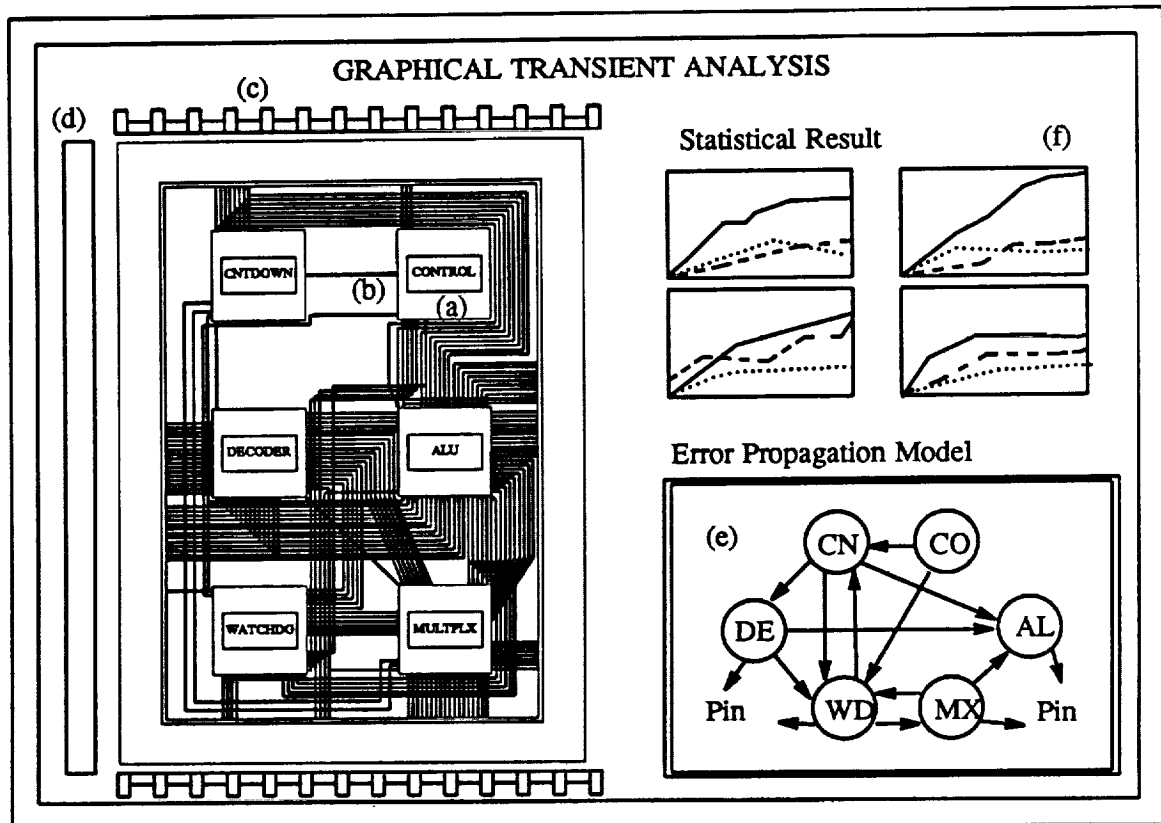 GRAPHICAL TRANSIENT ANALYSIS
(c)
(d)
CNTDOWN
CONTROL
(b)
(a)
DECODER
ALU
WATCHDG
MULTPLX
Statistical Result
(f)
Error Propagation Model
(e)
CN
CO
DE
AL
Pin
WD
MX
Pin